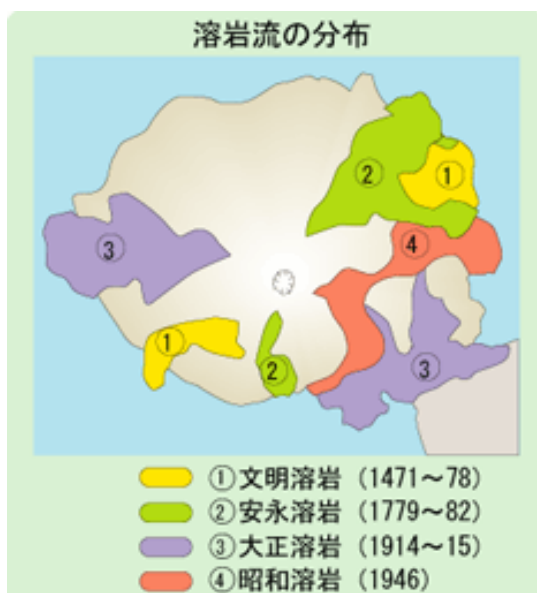 溶岩流の分布
②
①
④
③
①
②
③
①文明溶岩（1471～78）
②安永溶岩（1779～82）
③大正溶岩（1914～15）
④昭和溶岩（1946）